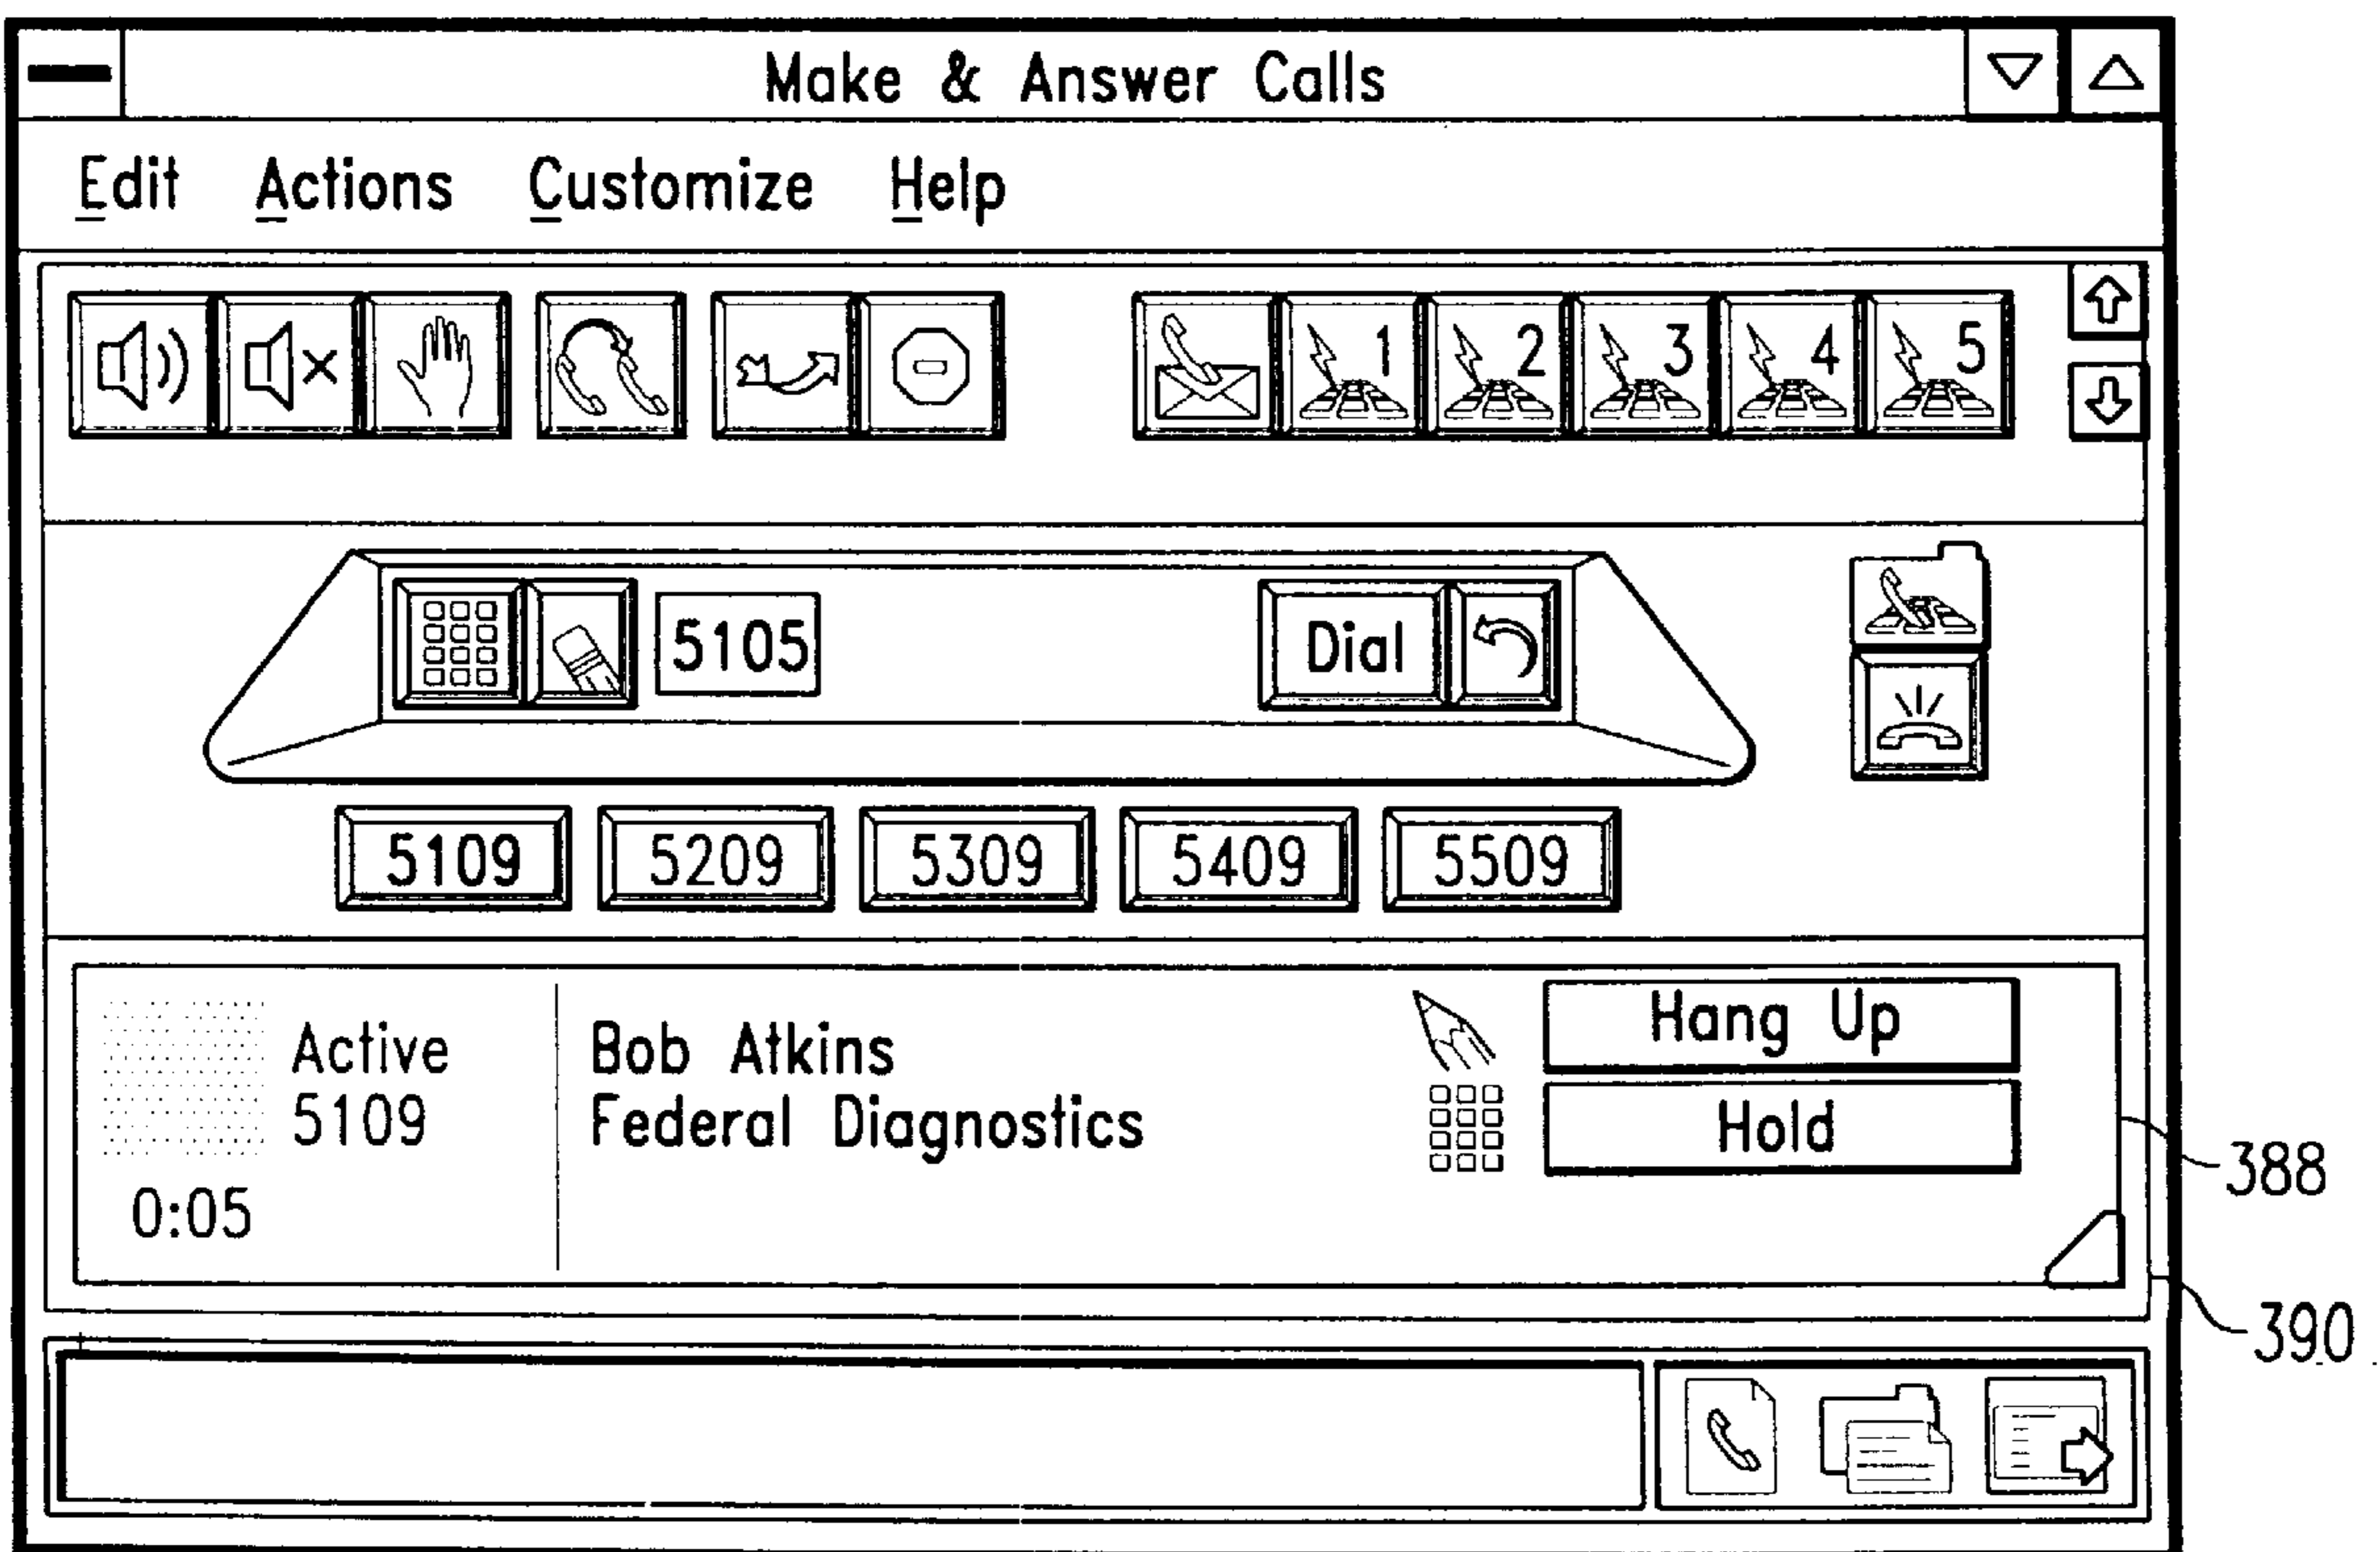 Make & Answer Calls
Edit Actions Customize Help
1 2 3 4 5
5105 Dial
5109 5209 5309 5409 5509
Active Bob Atkins Hang Up
5109 Federal Diagnostics Hold
388
0:05
390